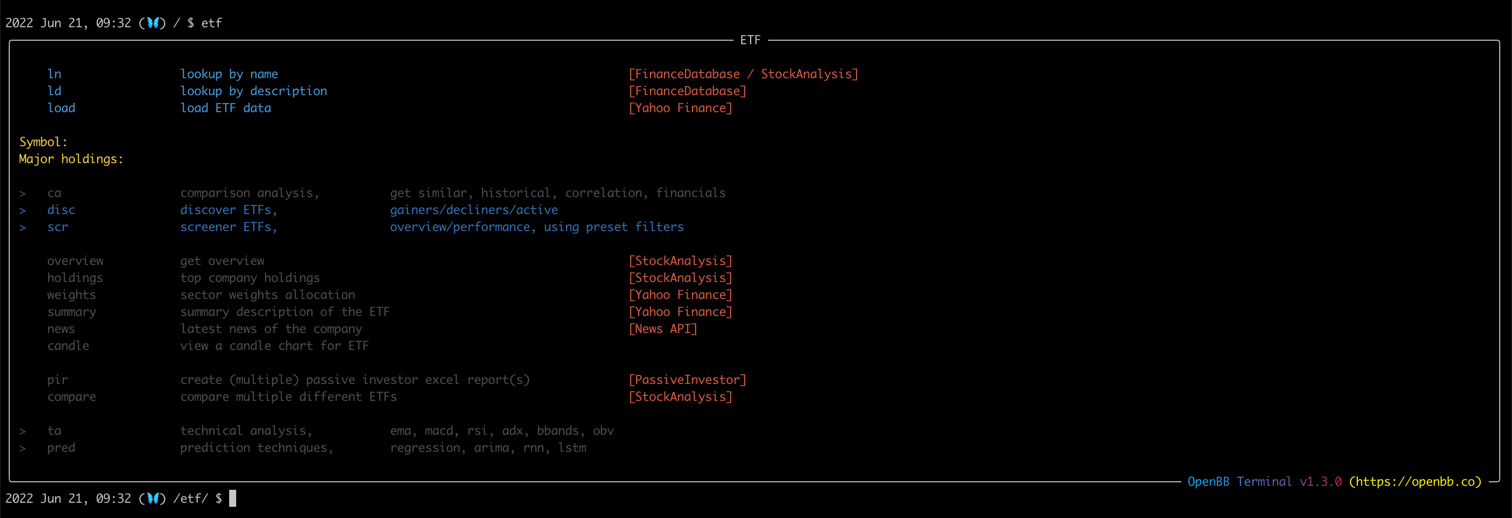 2022 Jun 21, 09:32 (🦋) / $ etf
ETF
ln lookup by name [FinanceDatabase / StockAnalysis]
ld lookup by description [FinanceDatabase]
load load ETF data [Yahoo Finance]
Symbol:
Major holdings:
> ca comparison analysis, get similar, historical, correlation, financials
> disc discover ETFs, gainers/decliners/active
> scr screener ETFs, overview/performance, using preset filters
overview get overview [StockAnalysis]
holdings top company holdings [StockAnalysis]
weights sector weights allocation [Yahoo Finance]
summary summary description of the ETF [Yahoo Finance]
news latest news of the company [News API]
candle view a candle chart for ETF
pir create (multiple) passive investor excel report(s) [PassiveInvestor]
compare compare multiple different ETFs [StockAnalysis]
> ta technical analysis, ema, macd, rsi, adx, bbands, obv
> pred prediction techniques, regression, arima, rnn, lstm
OpenBB Terminal v1.3.0 (https://openbb.co)
2022 Jun 21, 09:32 (🦋) /etf/ $